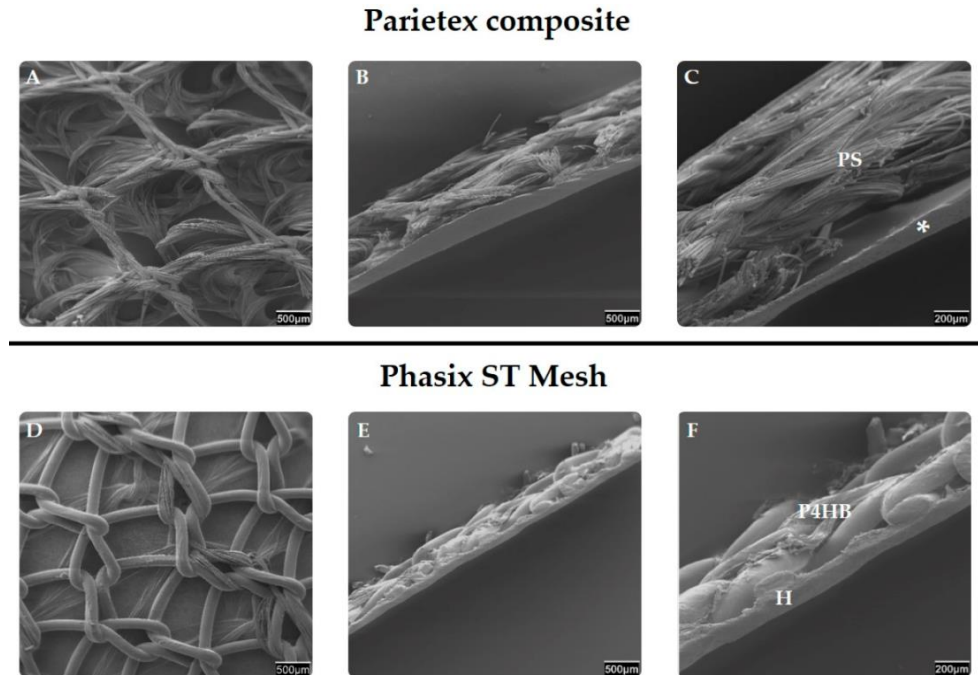 Parietex composite
A
B
C
PS
*
500µm
500µm
200µm
Phasix ST Mesh
D
E
F
P4HB
H
500µm
500µm
200µm